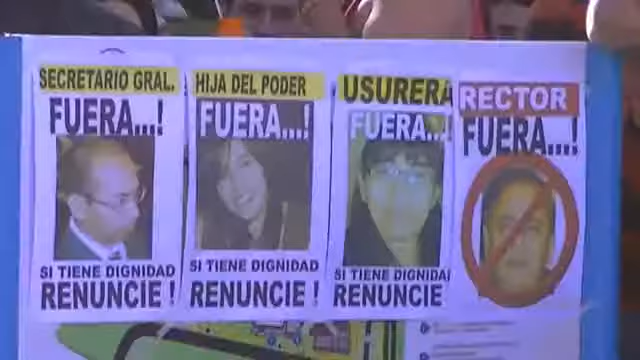 SECRETARIO GRAL.
FUERA...!
SI TIENE DIGNIDAD
RENUNCIE !
HIJA DEL PODER
FUERA...!
SI TIENE DIGNIDAD
RENUNCIE !
USURERA
FUERA...!
SI TIENE DIGNIDAD
RENUNCIE
RECTOR
FUERA...!